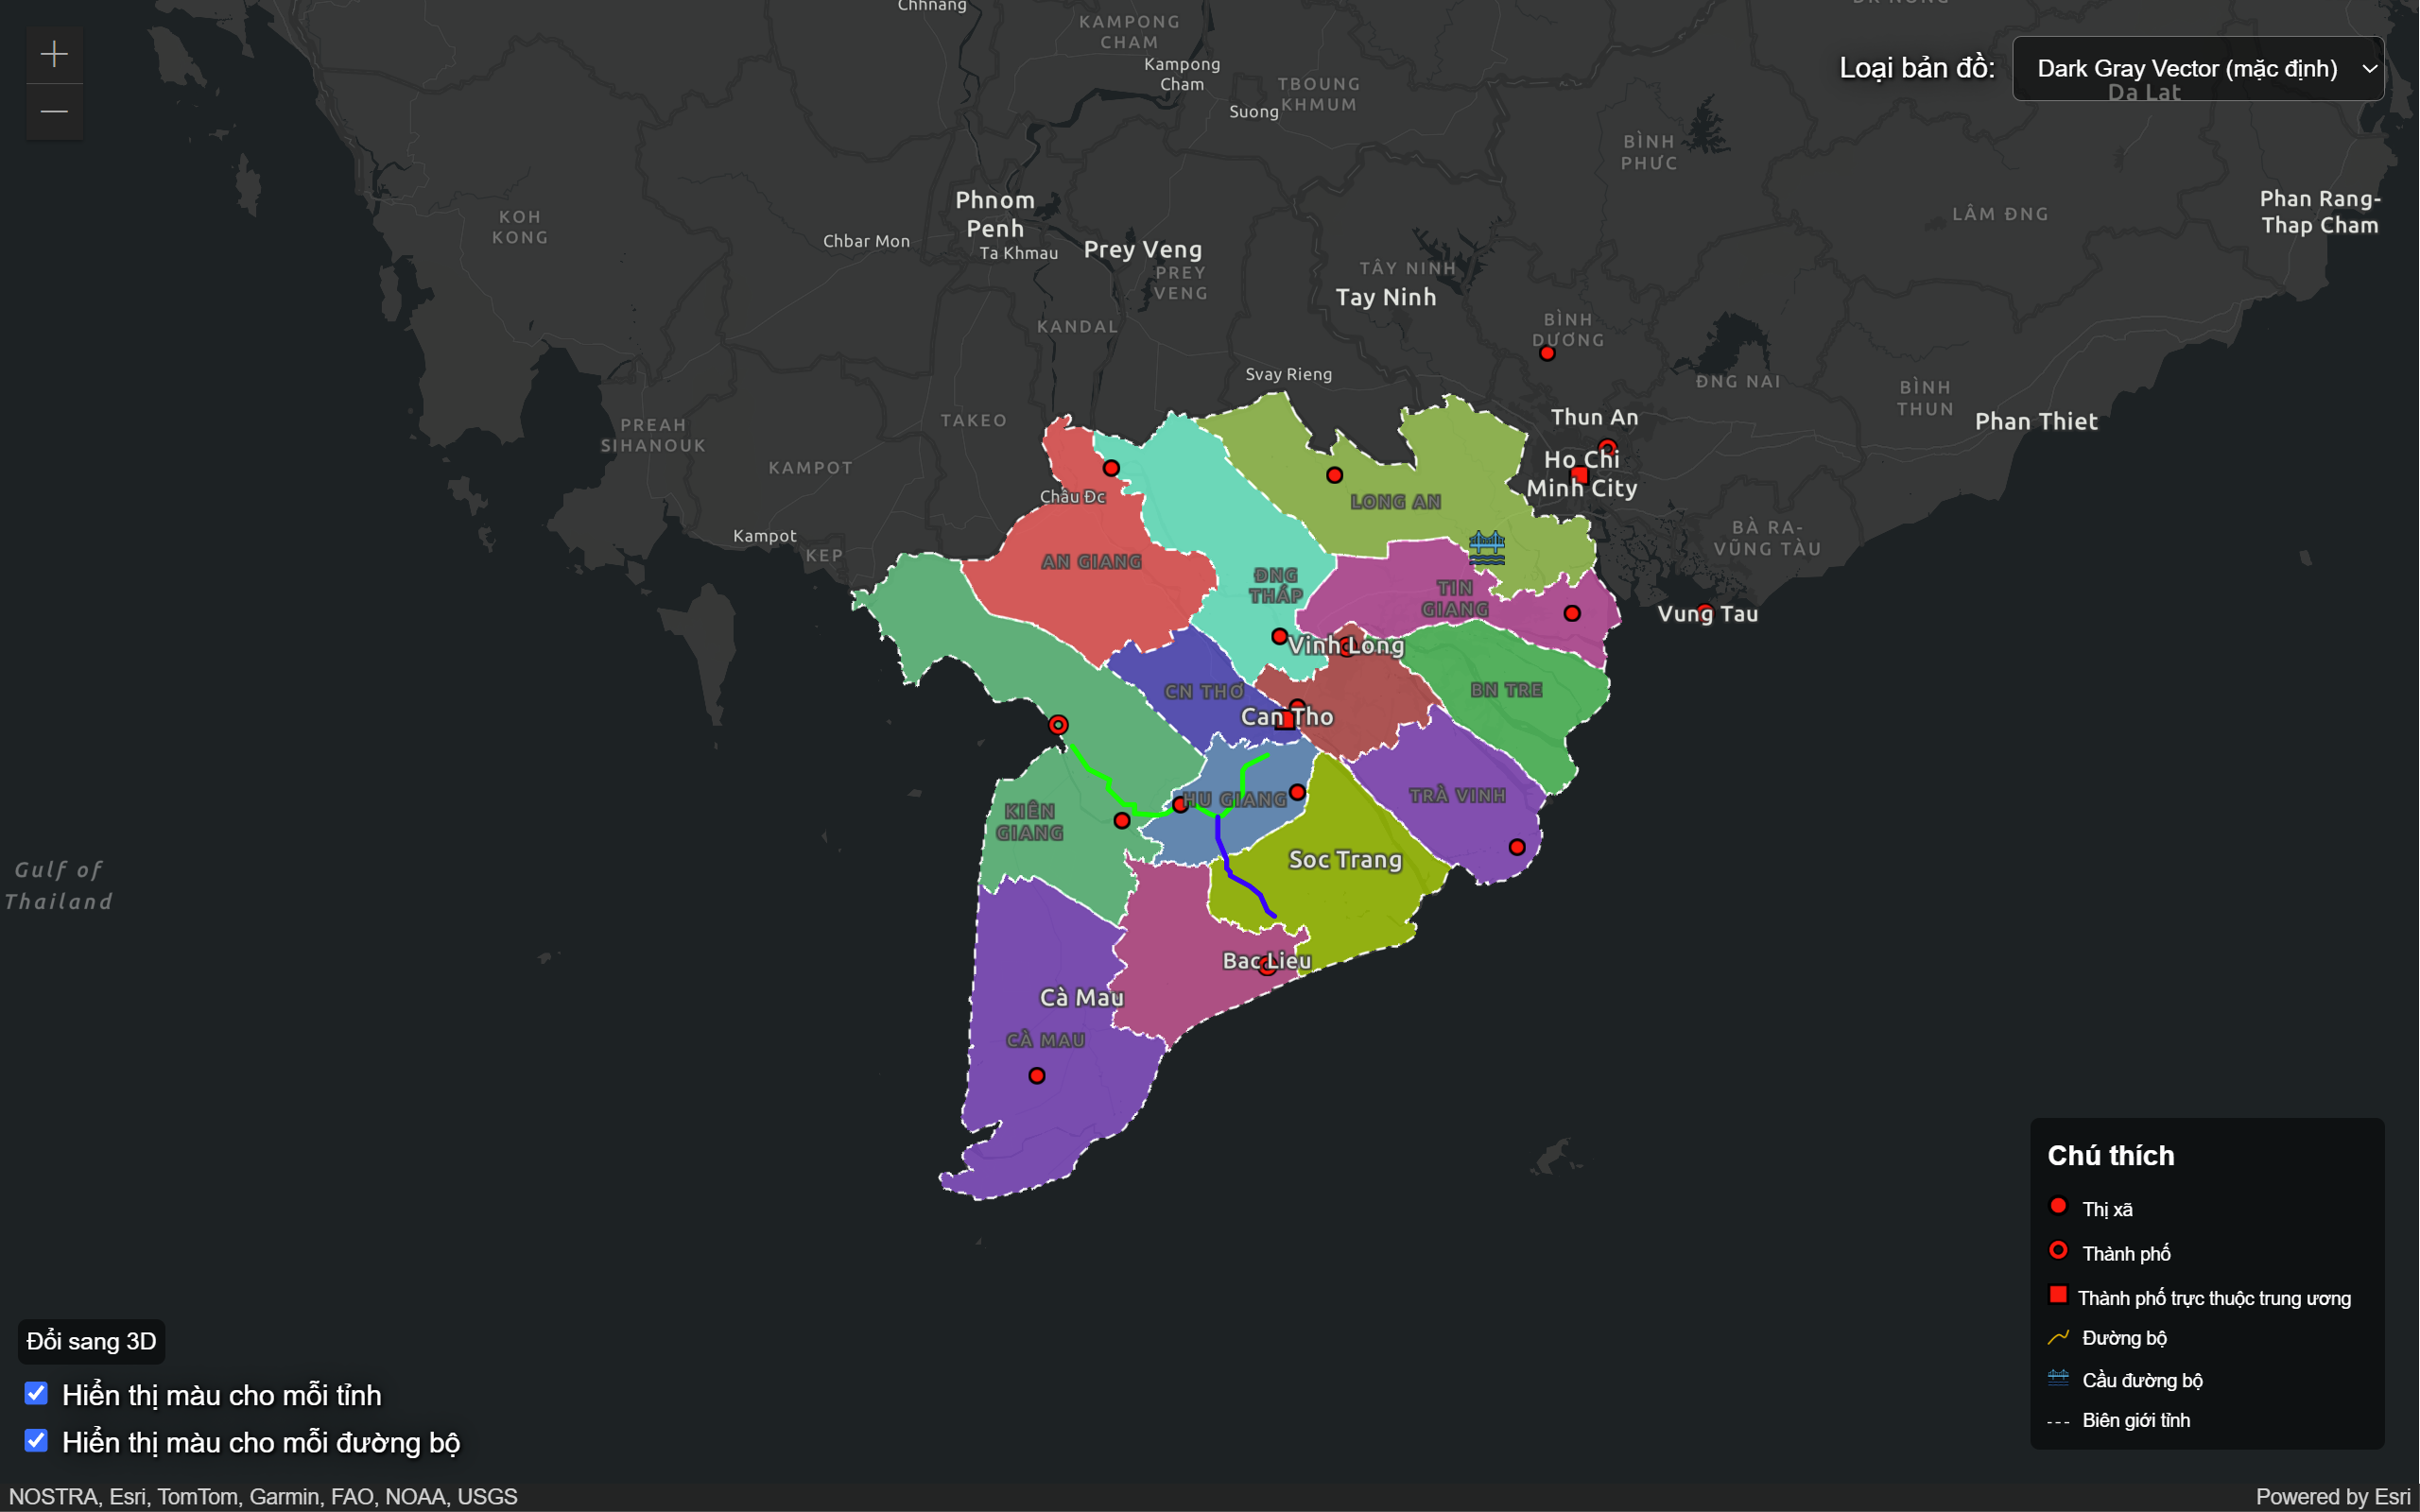 Chhnang
KAMPONG
CHAM
Kampong
Cham
TBOUNG
KHMUM
Suong
Loại bản đồ:
Dark Gray Vector (mặc định)
Da Lat
BÌNH
PHƯC
KOH
KONG
Phnom
Penh
Chbar Mon
Ta Khmau
Prey Veng
PREY
VENG
TÂY NINH
Tay Ninh
LÂM ĐNG
Phan Rang-
Thap Cham
KANDAL
BÌNH
DƯƠNG
Svay Rieng
ĐNG NAI
BÌNH
THUN
Phan Thiet
PREAH
SIHANOUK
TAKEO
KAMPOT
Thun An
Ho Chi
Minh City
Châu Đc
LONG AN
Kampot
KEP
AN GIANG
ĐNG
THÁP
TIN
GIANG
BÀ RA-
VŨNG TÀU
Vung Tau
Vinh Long
CN THƠ
BN TRE
Can Tho
HU GIANG
TRÀ VINH
KIÊN
GIANG
Soc Trang
Gulf of
Thailand
Bac Lieu
Cà Mau
CÀ MAU
Chú thích
Thị xã
Thành phố
Thành phố trực thuộc trung ương
Đường bộ
Cầu đường bộ
Biên giới tỉnh
Đổi sang 3D
Hiển thị màu cho mỗi tỉnh
Hiển thị màu cho mỗi đường bộ
NOSTRA, Esri, TomTom, Garmin, FAO, NOAA, USGS
Powered by Esri